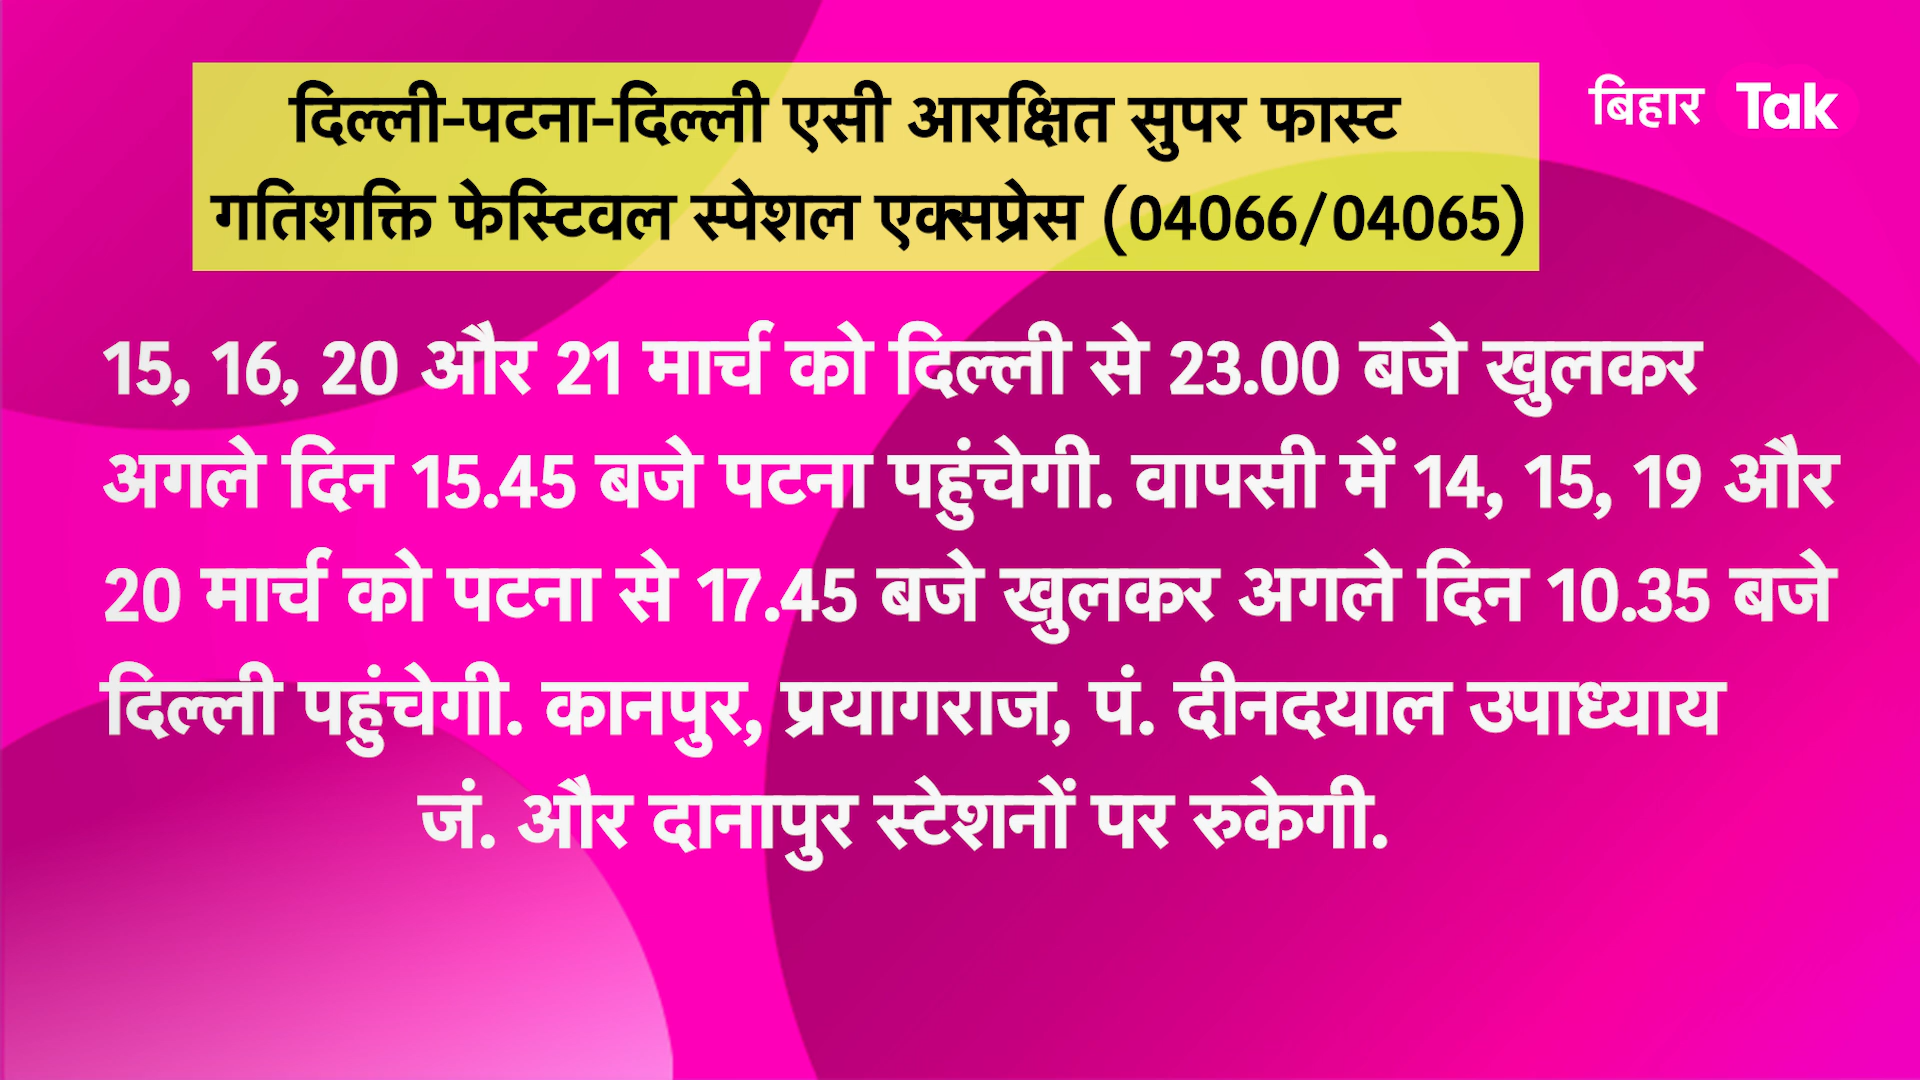 दिल्ली-पटना-दिल्ली एसी आरक्षित सुपर फास्ट
गतिशक्ति फेस्टिवल स्पेशल एक्सप्रेस (04066/04065)
बिहार Tak
15, 16, 20 और 21 मार्च को दिल्ली से 23.00 बजे खुलकर
अगले दिन 15.45 बजे पटना पहुंचेगी. वापसी में 14, 15, 19 और
20 मार्च को पटना से 17.45 बजे खुलकर अगले दिन 10.35 बजे
दिल्ली पहुंचेगी. कानपुर, प्रयागराज, पं. दीनदयाल उपाध्याय
जं. और दानापुर स्टेशनों पर रुकेगी.